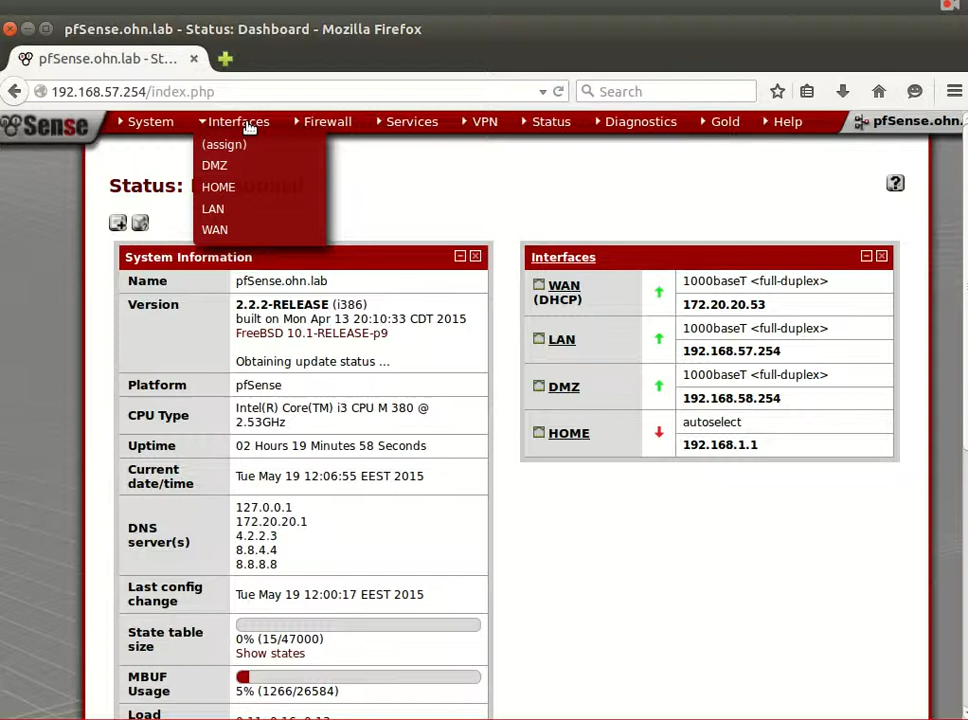 pfSense.ohn.lab - Status: Dashboard - Mozilla Firefox
pfSense.ohn.lab - St...
192.168.57.254/index.php
Search
Sense
System
Interfaces
Firewall
Services
VPN
Status
Diagnostics
Gold
Help
pfSense.ohn.
(assign)
DMZ
HOME
LAN
WAN
Status:
System Information
Name
pfSense.ohn.lab
Version
2.2.2-RELEASE (i386)
built on Mon Apr 13 20:10:33 CDT 2015
FreeBSD 10.1-RELEASE-p9
Obtaining update status ...
Platform
pfSense
CPU Type
Intel(R) Core(TM) i3 CPU M 380 @
2.53GHz
Uptime
02 Hours 19 Minutes 58 Seconds
Current
date/time
Tue May 19 12:06:55 EEST 2015
DNS
server(s)
127.0.0.1
172.20.20.1
4.2.2.3
8.8.4.4
8.8.8.8
Last config
change
Tue May 19 12:00:17 EEST 2015
State table
size
0% (15/47000)
Show states
MBUF
Usage
5% (1266/26584)
Load
Interfaces
WAN
(DHCP)
1000baseT <full-duplex>
172.20.20.53
LAN
1000baseT <full-duplex>
192.168.57.254
DMZ
1000baseT <full-duplex>
192.168.58.254
HOME
autoselect
192.168.1.1